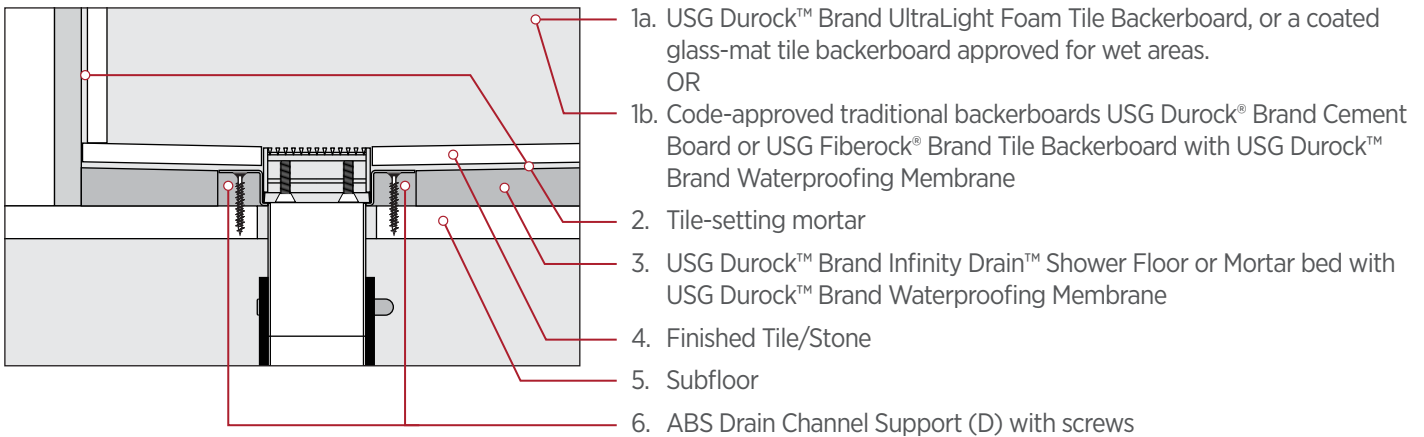 1a. USG Durock™ Brand UltraLight Foam Tile Backerboard, or a coated
glass-mat tile backerboard approved for wet areas.
OR
1b. Code-approved traditional backerboards USG Durock® Brand Cement
Board or USG Fiberock® Brand Tile Backerboard with USG Durock™
Brand Waterproofing Membrane
2. Tile-setting mortar
3. USG Durock™ Brand Infinity Drain™ Shower Floor or Mortar bed with
USG Durock™ Brand Waterproofing Membrane
4. Finished Tile/Stone
5. Subfloor
6. ABS Drain Channel Support (D) with screws